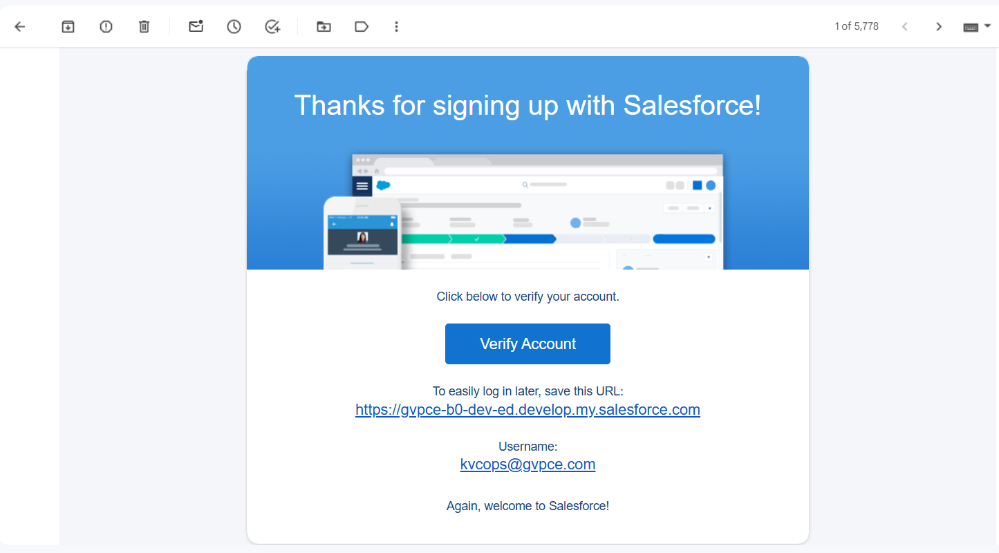 1 of 5,778
Thanks for signing up with Salesforce!
Click below to verify your account.
Verify Account
To easily log in later, save this URL:
https://gvpce-b0-dev-ed.develop.my.salesforce.com
Username:
kvcops@gvpce.com
Again, welcome to Salesforce!